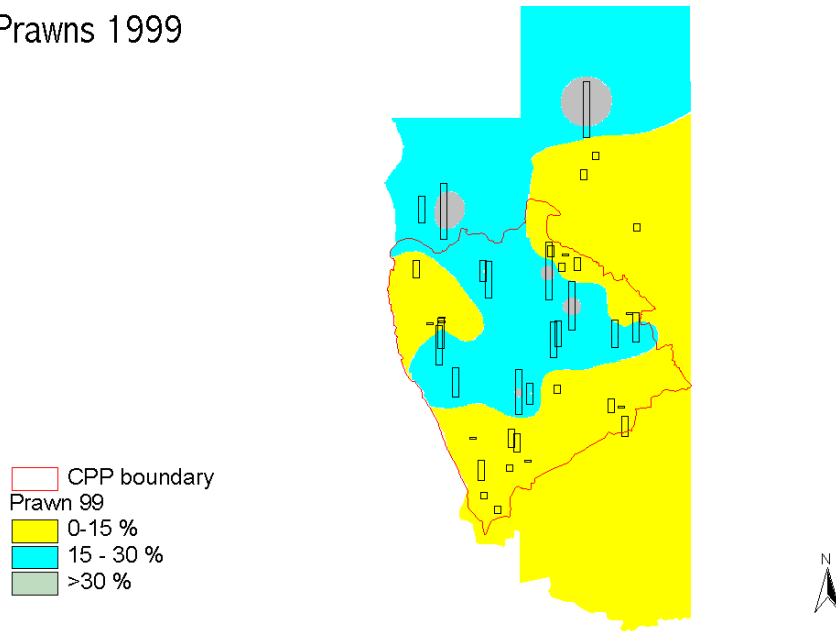 Prawns 1999
CPP boundary
Prawn 99
0-15 %
15 - 30 %
>30 %
N